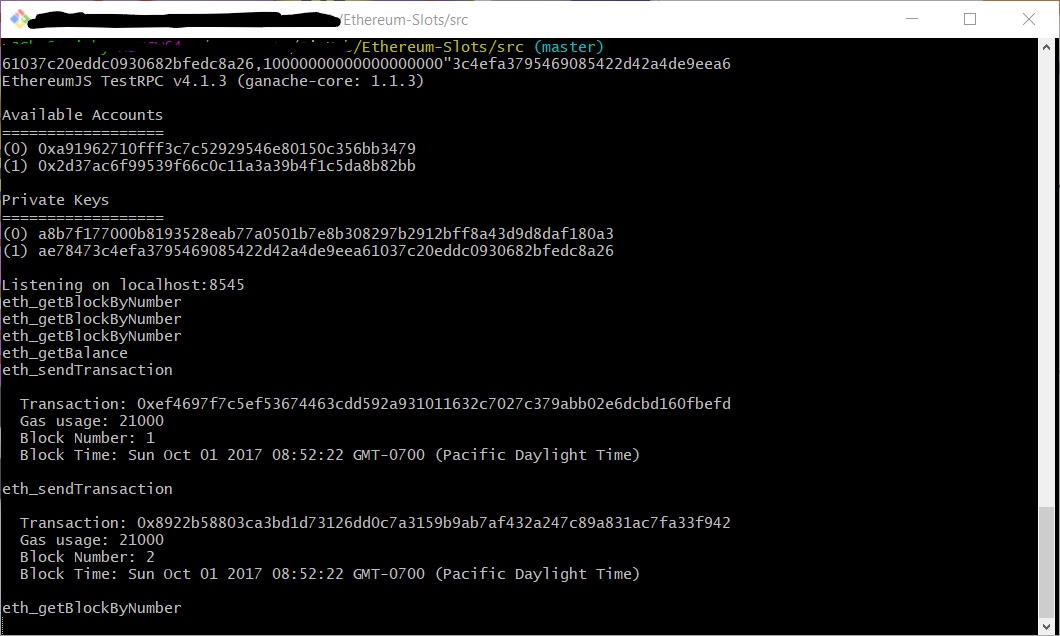 /Ethereum-Slots/src
/Ethereum-Slots/src (master)
61037c20eddc0930682bfedc8a26,10000000000000000000"3c4efa3795469085422d42a4de9eea6
EthereumJS TestRPC v4.1.3 (ganache-core: 1.1.3)
Available Accounts
==================
(0) 0xa91962710fff3c7c52929546e80150c356bb3479
(1) 0x2d37ac6f99539f66c0c11a3a39b4f1c5da8b82bb
Private Keys
==================
(0) a8b7f177000b8193528eab77a0501b7e8b308297b2912bff8a43d9d8daf180a3
(1) ae78473c4efa3795469085422d42a4de9eea61037c20eddc0930682bfedc8a26
Listening on localhost:8545
eth_getBlockByNumber
eth_getBlockByNumber
eth_getBlockByNumber
eth_getBalance
eth_sendTransaction
Transaction: 0xef4697f7c5ef53674463cdd592a931011632c7027c379abb02e6dcbd160fbefd
Gas usage: 21000
Block Number: 1
Block Time: Sun Oct 01 2017 08:52:22 GMT-0700 (Pacific Daylight Time)
eth_sendTransaction
Transaction: 0x8922b58803ca3bd1d73126dd0c7a3159b9ab7af432a247c89a831ac7fa33f942
Gas usage: 21000
Block Number: 2
Block Time: Sun Oct 01 2017 08:52:22 GMT-0700 (Pacific Daylight Time)
eth_getBlockByNumber